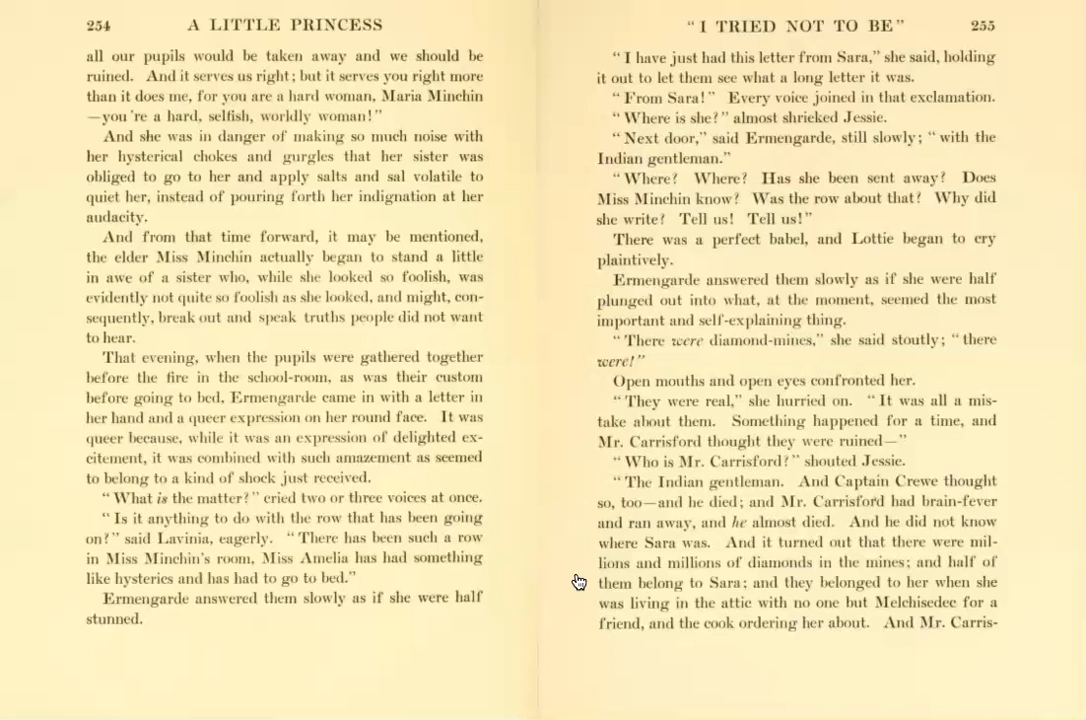 254 A LITTLE PRINCESS
all our pupils would be taken away and we should be
ruined. And it serves us right; but it serves you right more
than it does me, for you are a hard woman, Maria Minchin
—you 're a hard, selfish, worldly woman!"
And she was in danger of making so much noise with
her hysterical chokes and gurgles that her sister was
obliged to go to her and apply salts and sal volatile to
quiet her, instead of pouring forth her indignation at her
audacity.
And from that time forward, it may be mentioned,
the elder Miss Minchin actually began to stand a little
in awe of a sister who, while she looked so foolish, was
evidently not quite so foolish as she looked, and might, con-
sequently, break out and speak truths people did not want
to hear.
That evening, when the pupils were gathered together
before the fire in the school-room, as was their custom
before going to bed, Ermengarde came in with a letter in
her hand and a queer expression on her round face. It was
queer because, while it was an expression of delighted ex-
citement, it was combined with such amazement as seemed
to belong to a kind of shock just received.
"What is the matter?" cried two or three voices at once.
"Is it anything to do with the row that has been going
on?" said Lavinia, eagerly. "There has been such a row
in Miss Minchin's room, Miss Amelia has had something
like hysterics and has had to go to bed."
Ermengarde answered them slowly as if she were half
stunned.
"I TRIED NOT TO BE" 255
"I have just had this letter from Sara," she said, holding
it out to let them see what a long letter it was.
"From Sara!" Every voice joined in that exclamation.
"Where is she?" almost shrieked Jessie.
"Next door," said Ermengarde, still slowly; "with the
Indian gentleman."
"Where? Where? Has she been sent away? Does
Miss Minchin know? Was the row about that? Why did
she write? Tell us! Tell us!"
There was a perfect babel, and Lottie began to cry
plaintively.
Ermengarde answered them slowly as if she were half
plunged out into what, at the moment, seemed the most
important and self-explaining thing.
"There were diamond-mines," she said stoutly; "there
were!"
Open mouths and open eyes confronted her.
"They were real," she hurried on. "It was all a mis-
take about them. Something happened for a time, and
Mr. Carrisford thought they were ruined—"
"Who is Mr. Carrisford?" shouted Jessie.
"The Indian gentleman. And Captain Crewe thought
so, too—and he died; and Mr. Carrisford had brain-fever
and ran away, and he almost died. And he did not know
where Sara was. And it turned out that there were mil-
lions and millions of diamonds in the mines; and half of
them belong to Sara; and they belonged to her when she
was living in the attic with no one but Melchisedec for a
friend, and the cook ordering her about. And Mr. Carris-